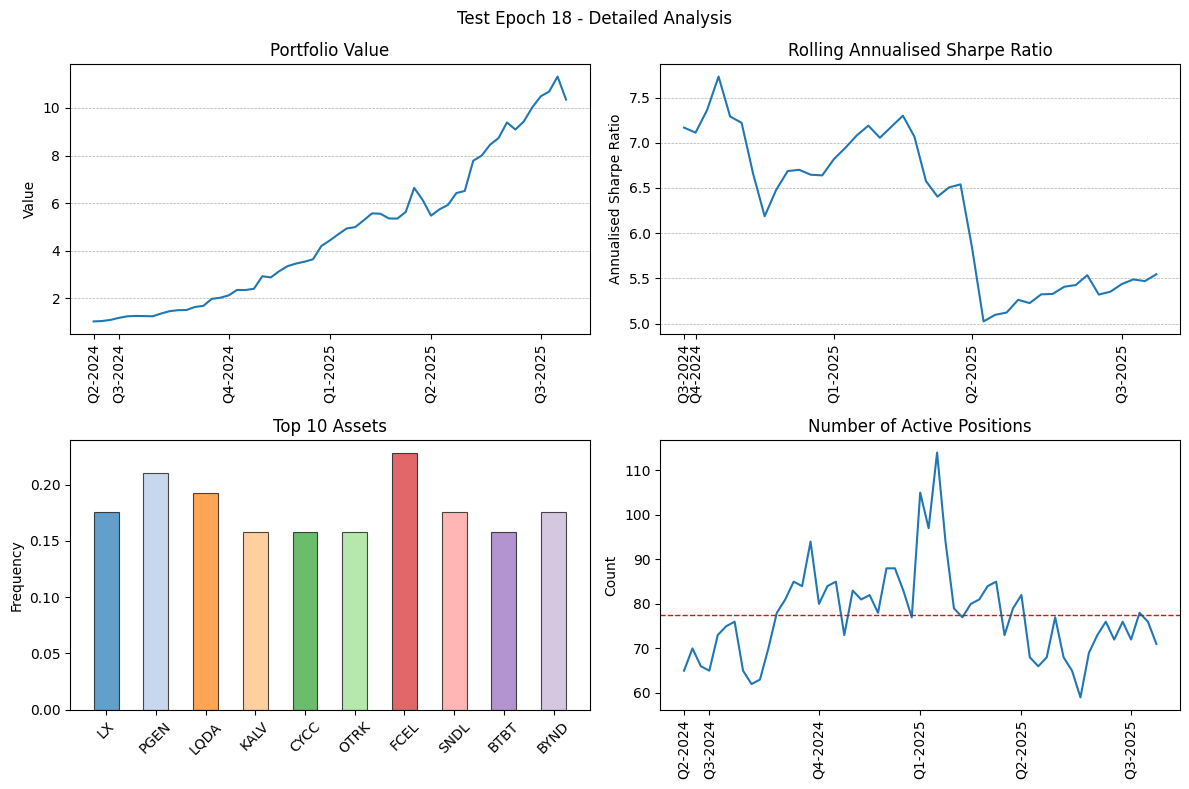 Test Epoch 18 - Detailed Analysis
Portfolio Value
Value
10
8
6
4
2
Q2-2024
Q3-2024
Q4-2024
Q1-2025
Q2-2025
Q3-2025
Rolling Annualised Sharpe Ratio
Annualised Sharpe Ratio
7.5
7.0
6.5
6.0
5.5
5.0
Q3-2024
Q4-2024
Q1-2025
Q2-2025
Q3-2025
Top 10 Assets
Frequency
0.20
0.15
0.10
0.05
0.00
LX
PGEN
LQDA
KALV
CYCC
OTRK
FCEL
SNDL
BTBT
BYND
Number of Active Positions
Count
110
100
90
80
70
60
Q2-2024
Q3-2024
Q4-2024
Q1-2025
Q2-2025
Q3-2025